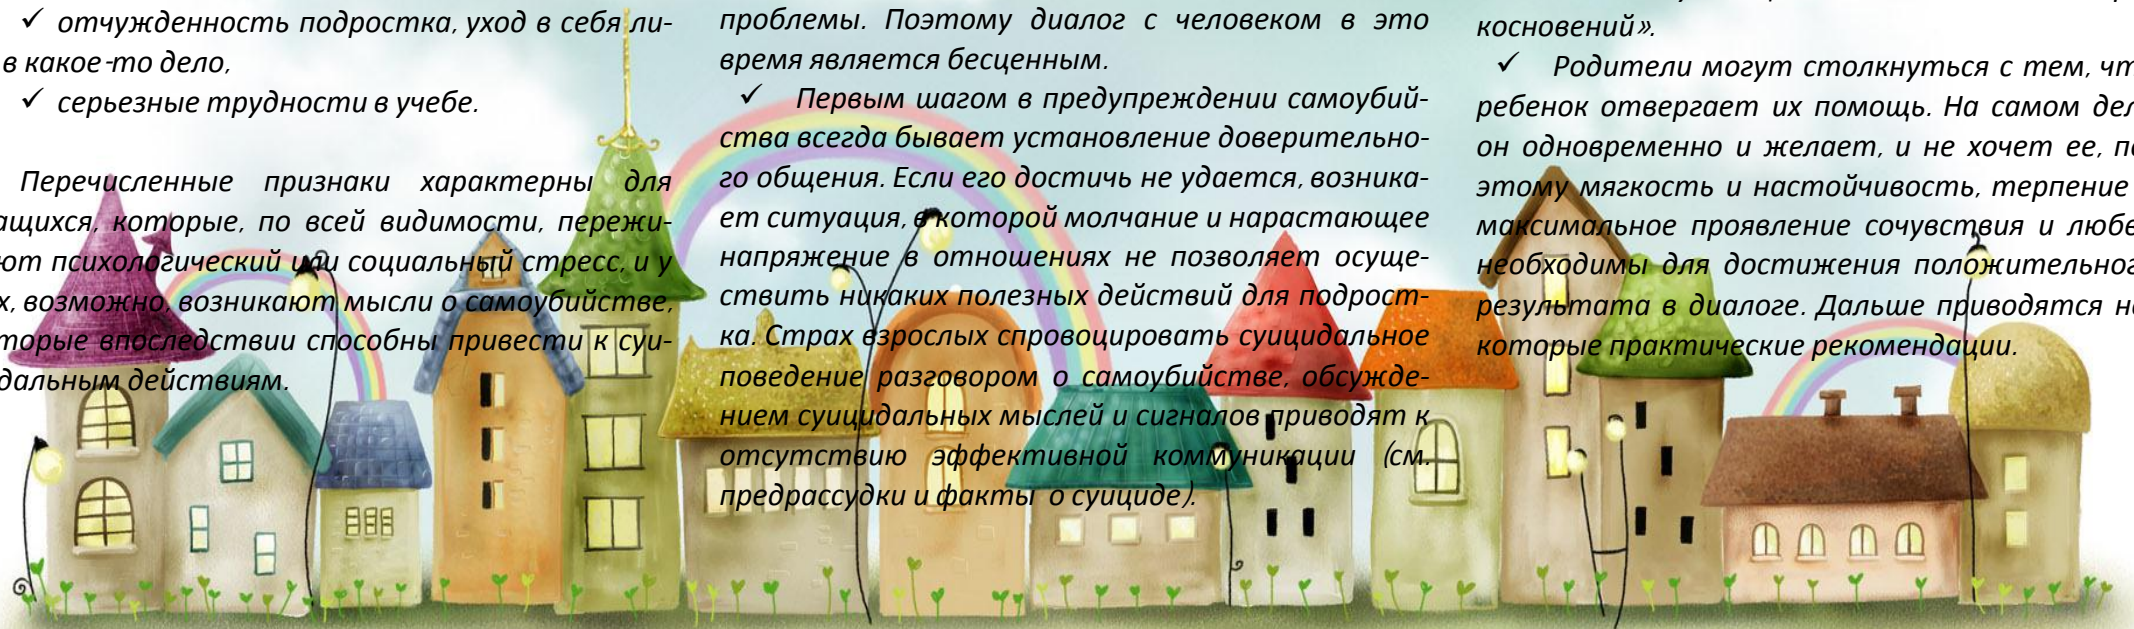 ✓ отчужденность подростка, уход в себя ли-
в какое-то дело,
✓ серьезные трудности в учебе.
Перечисленные признаки характерны для
ащихся, которые, по всей видимости, пережи-
ют психологический или социальный стресс, и у
х, возможно, возникают мысли о самоубийстве,
торые впоследствии способны привести к суи-
дальным действиям.
проблемы. Поэтому диалог с человеком в это
время является бесценным.
✓ Первым шагом в предупреждении самоубий-
ства всегда бывает установление доверительно-
го общения. Если его достичь не удается, возника-
ет ситуация, в которой молчание и нарастающее
напряжение в отношениях не позволяет осуще-
ствить никаких полезных действий для подрост-
ка. Страх взрослых спровоцировать суицидальное
поведение разговором о самоубийстве, обсужде-
нием суицидальных мыслей и сигналов приводят к
отсутствию эффективной коммуникации (см.
предрассудки и факты о суициде).
косновений».
✓ Родители могут столкнуться с тем, чт
ребенок отвергает их помощь. На самом дел
он одновременно и желает, и не хочет ее, по
этому мягкость и настойчивость, терпение
максимальное проявление сочувствия и любв
необходимы для достижения положительног
результата в диалоге. Дальше приводятся не
которые практические рекомендации.